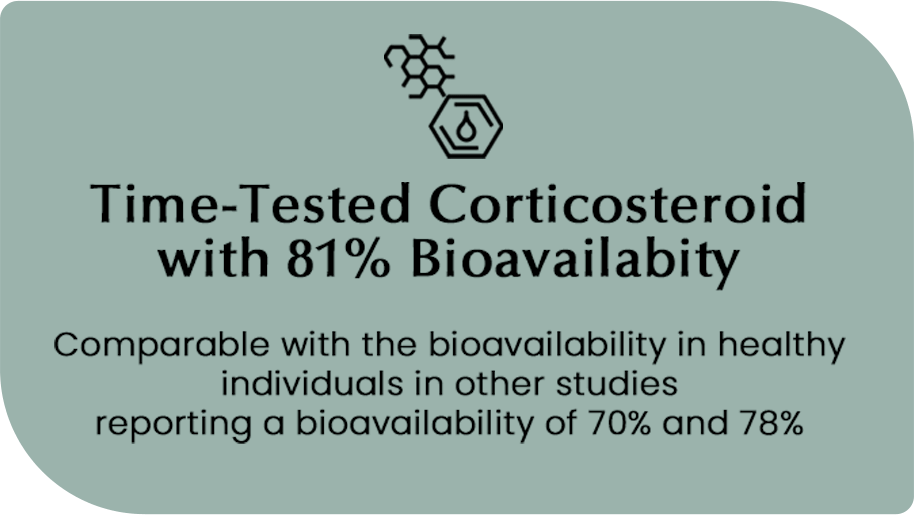 Time-Tested Corticosteroid
with 81% Bioavailabity
Comparable with the bioavailability in healthy
individuals in other studies
reporting a bioavailability of 70% and 78%